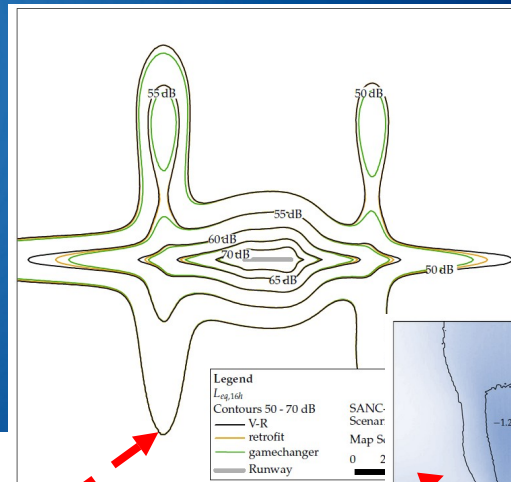 55 dB
50 dB
55 dB
60 dB
70 dB
65 dB
50 dB
Legend
Leq,16h
Contours 50 - 70 dB
V-R
retrofit
gamechanger
Runway
SANC-
Scenar
Map Sc
0 2
-1.2